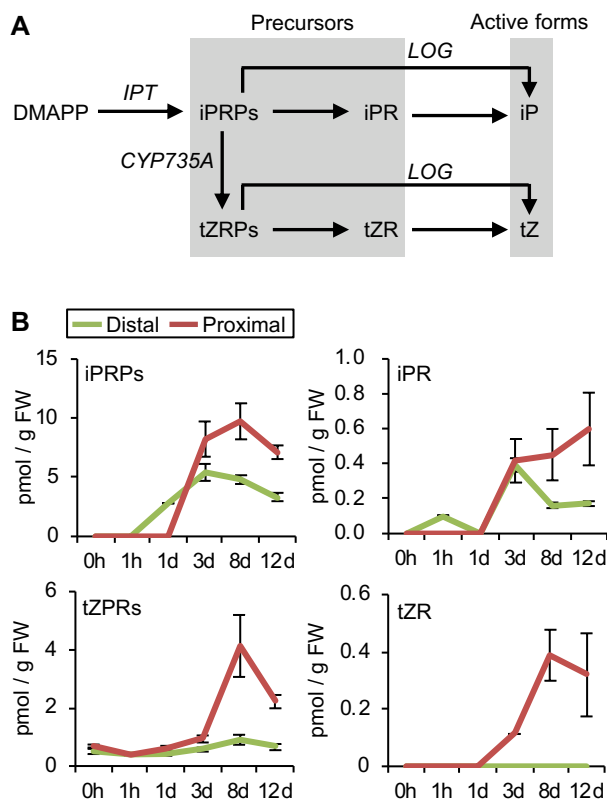 A
Precursors
Active forms
LOG
DMAPP
IPT
iPRPs
iPR
iP
CYP735A
LOG
tZRPs
tZR
tZ
B
Distal
Proximal
iPRPs
pmol / g FW
15
10
5
0
0h 1h 1d 3d 8d 12d
iPR
pmol / g FW
1.0
0.8
0.6
0.4
0.2
0.0
0h 1h 1d 3d 8d 12d
tZPRs
pmol / g FW
6
4
2
0
0h 1h 1d 3d 8d 12d
tZR
pmol / g FW
0.6
0.4
0.2
0
0h 1h 1d 3d 8d 12d